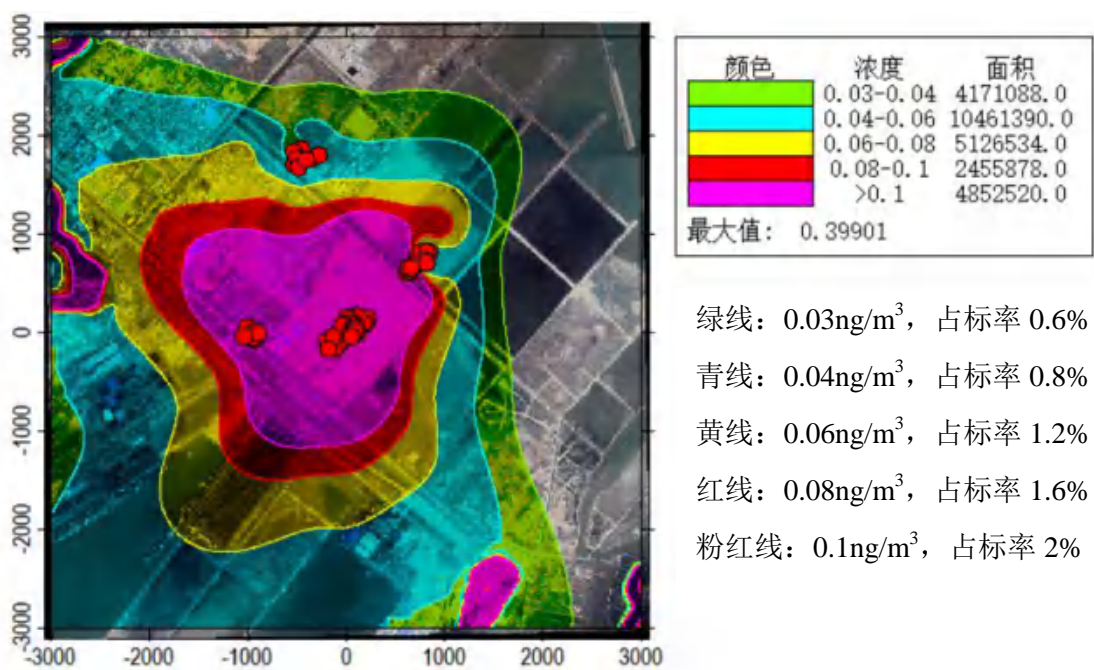 3000
2000
1000
0
-1000
-2000
-3000
-3000 -2000 -1000 0 1000 2000 3000
颜色 浓度 面积
0.03-0.04 4171088.0
0.04-0.06 10461390.0
0.06-0.08 5126534.0
0.08-0.1 2455878.0
>0.1 4852520.0
最大值: 0.39901
绿线：0.03ng/m³，占标率 0.6%
青线：0.04ng/m³，占标率 0.8%
黄线：0.06ng/m³，占标率 1.2%
红线：0.08ng/m³，占标率 1.6%
粉红线：0.1ng/m³，占标率 2%